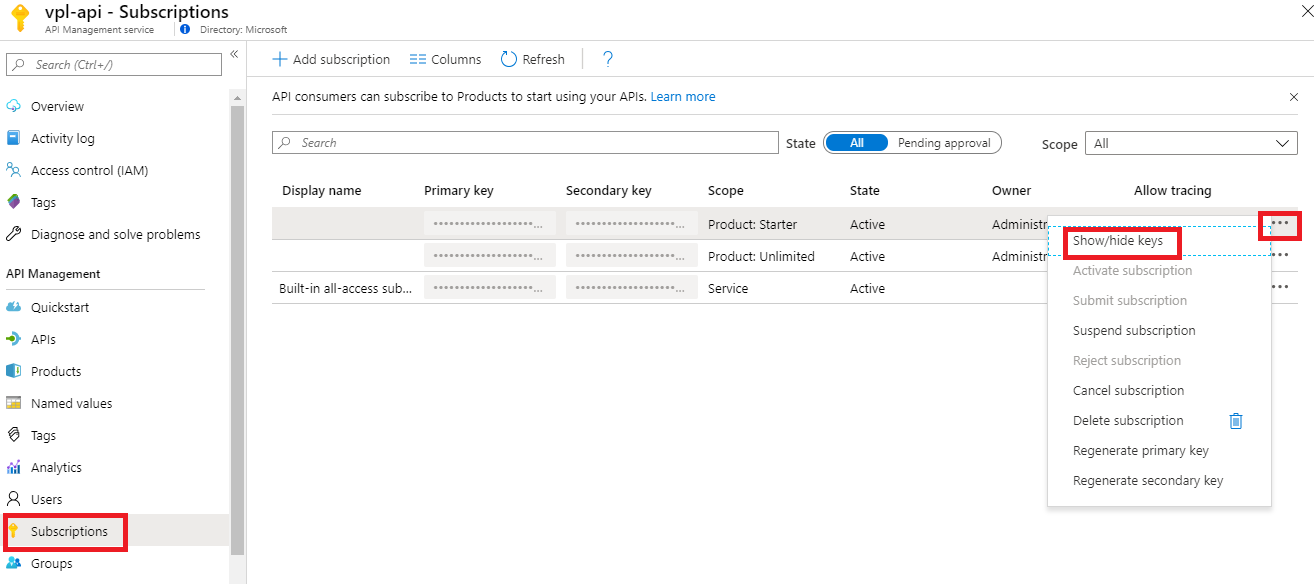 vpl-api - Subscriptions
API Management service
Directory: Microsoft
Search (Ctrl+/)
«
Overview
Activity log
Access control (IAM)
Tags
Diagnose and solve problems
API Management
Quickstart
APIs
Products
Named values
Tags
Analytics
Users
Subscriptions
Groups
Add subscription Columns Refresh ?
API consumers can subscribe to Products to start using your APIs. Learn more
Search State All Pending approval Scope All
Display name Primary key Secondary key Scope State Owner Allow tracing
•••••••••••••••••••... •••••••••••••••••••... Product: Starter Active Administr •••
•••••••••••••••••••... •••••••••••••••••••... Product: Unlimited Active Administr •••
Built-in all-access sub... •••••••••••••••••••... •••••••••••••••••••... Service Active •••
Show/hide keys
Activate subscription
Submit subscription
Suspend subscription
Reject subscription
Cancel subscription
Delete subscription
Regenerate primary key
Regenerate secondary key